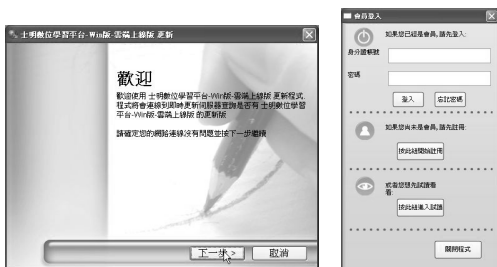 士明數位學習平台-Win版-雲端上線版 更新
歡迎
歡迎使用 士明數位學習平台-Win版-雲端上線版 更新程式.
程式將會連線到即時更新伺服器查詢是否有 士明數位學習
平台-Win版-雲端上線版 的更新版
請確定您的網路連線沒有問題並按下一步繼續
下一步 >
取消
會員登入
如果您已經是會員, 請先登入:
身分證帳號
密碼
登入
忘記密碼
如果您尚未是會員, 請先註冊:
按此鈕開始註冊
或者您想先試讀看
看:
按此鈕進入試讀
關閉程式